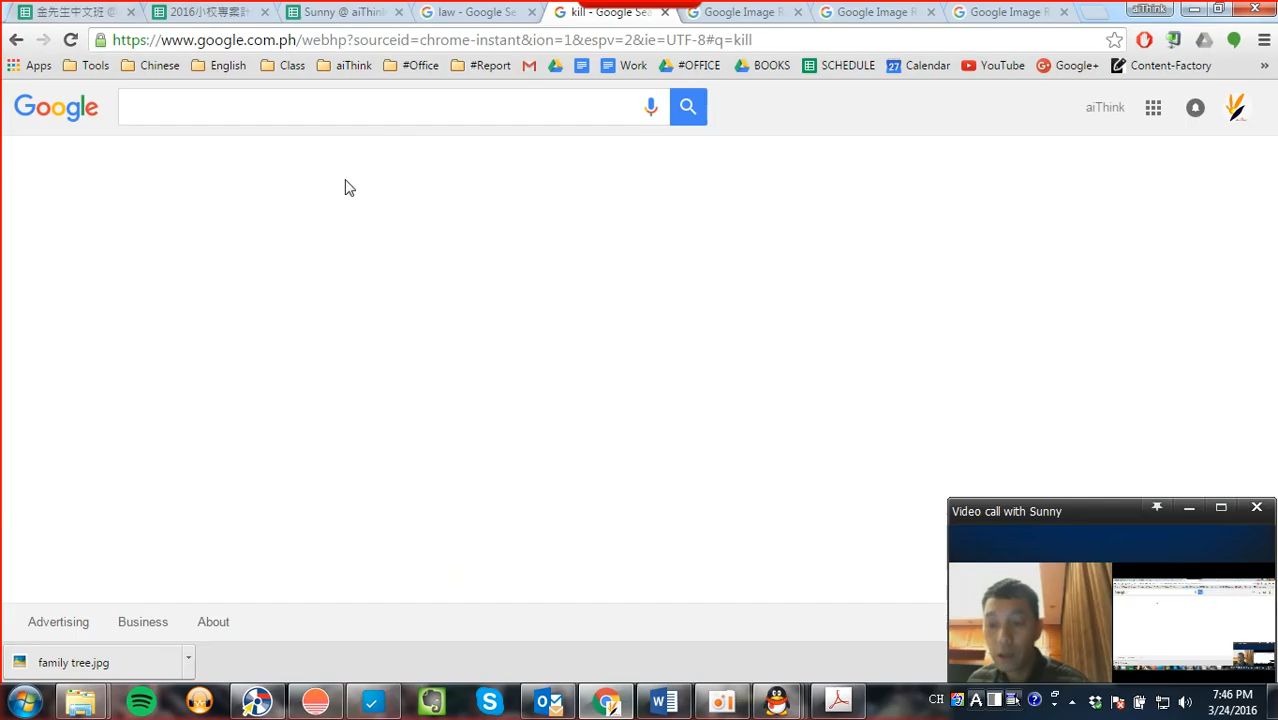 金先生中文班 @
2016小校專案計
Sunny @ aiThink
law - Google Se
kill - Google Sea
Google Image R
Google Image R
Google Image R
aiThink
https://www.google.com.ph/webhp?sourceid=chrome-instant&ion=1&espv=2&ie=UTF-8#q=kill
Apps
Tools
Chinese
English
Class
aiThink
#Office
#Report
Work
#OFFICE
BOOKS
SCHEDULE
27
Calendar
YouTube
Google+
Content-Factory
Google
aiThink
Video call with Sunny
Advertising
Business
About
family tree.jpg
CH
7:46 PM
3/24/2016